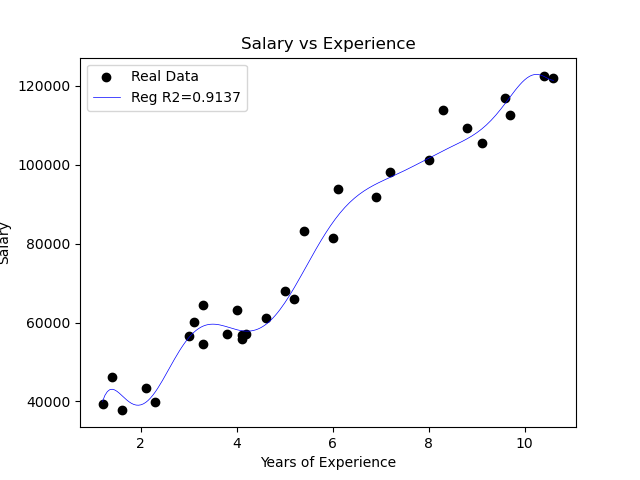 Salary vs Experience
Real Data
Reg R2=0.9137
120000
100000
80000
60000
40000
Salary
2 4 6 8 10
Years of Experience